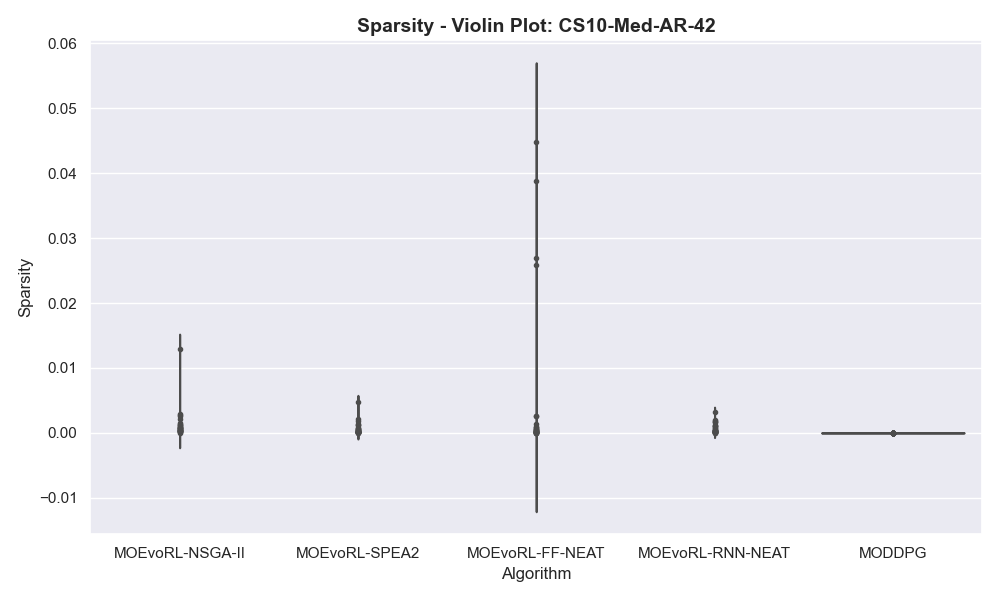 Sparsity - Violin Plot: CS10-Med-AR-42
0.06
0.05
0.04
0.03
0.02
0.01
0.00
−0.01
Sparsity
MOEvoRL-NSGA-II
MOEvoRL-SPEA2
MOEvoRL-FF-NEAT
MOEvoRL-RNN-NEAT
MODDPG
Algorithm